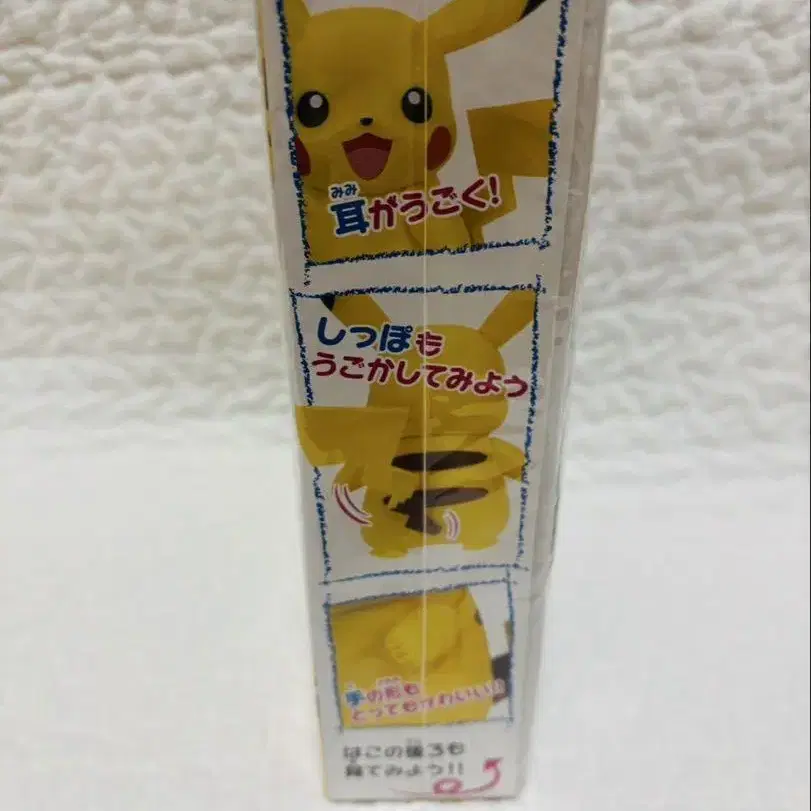 みみ
耳がうごく!
しっぽも
うごかしてみよう
手の形も
とってもかわいい!!
はこの後ろも
見てみよう!!